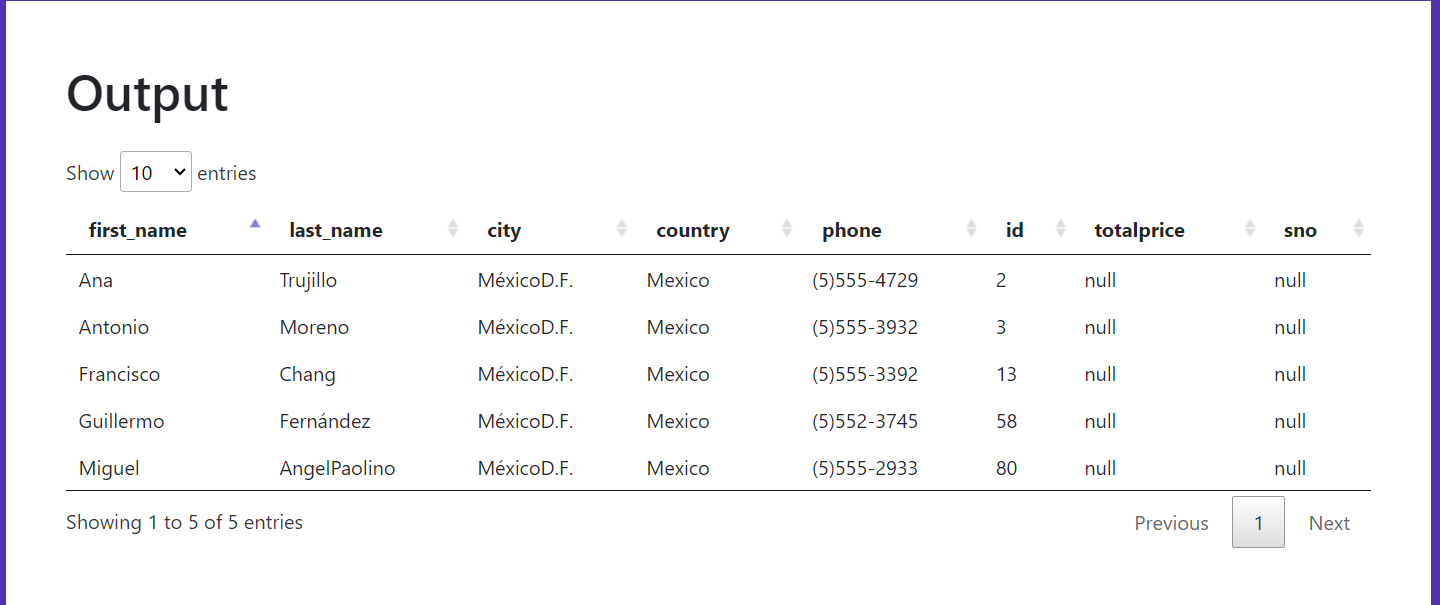 Output
Show 10 entries
first_name last_name city country phone id totalprice sno
Ana Trujillo MéxicoD.F. Mexico (5)555-4729 2 null null
Antonio Moreno MéxicoD.F. Mexico (5)555-3932 3 null null
Francisco Chang MéxicoD.F. Mexico (5)555-3392 13 null null
Guillermo Fernández MéxicoD.F. Mexico (5)552-3745 58 null null
Miguel AngelPaolino MéxicoD.F. Mexico (5)555-2933 80 null null
Showing 1 to 5 of 5 entries Previous 1 Next